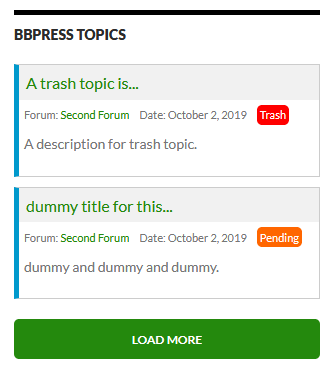 BBPRESS TOPICS
A trash topic is...
Forum: Second Forum Date: October 2, 2019 Trash
A description for trash topic.
dummy title for this...
Forum: Second Forum Date: October 2, 2019 Pending
dummy and dummy and dummy.
LOAD MORE